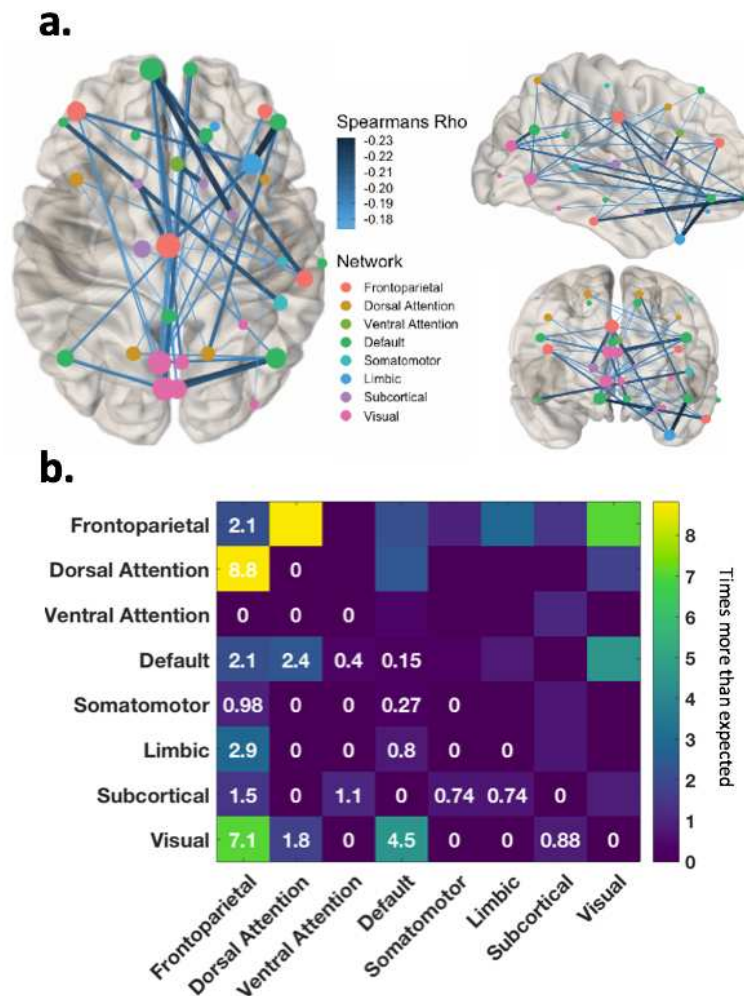 a.
Spearmans Rho
-0.23
-0.22
-0.21
-0.20
-0.19
-0.18
Network
Frontoparietal
Dorsal Attention
Ventral Attention
Default
Somatomotor
Limbic
Subcortical
Visual
b.
Frontoparietal 2.1
Dorsal Attention 8.8 0
Ventral Attention 0 0 0
Default 2.1 2.4 0.4 0.15
Somatomotor 0.98 0 0 0.27 0
Limbic 2.9 0 0 0.8 0 0
Subcortical 1.5 0 1.1 0 0.74 0.74 0
Visual 7.1 1.8 0 4.5 0 0 0.88 0
Frontoparietal
Dorsal Attention
Ventral Attention
Default
Somatomotor
Limbic
Subcortical
Visual
8
7
6
5
4
3
2
1
0
Times more than expected